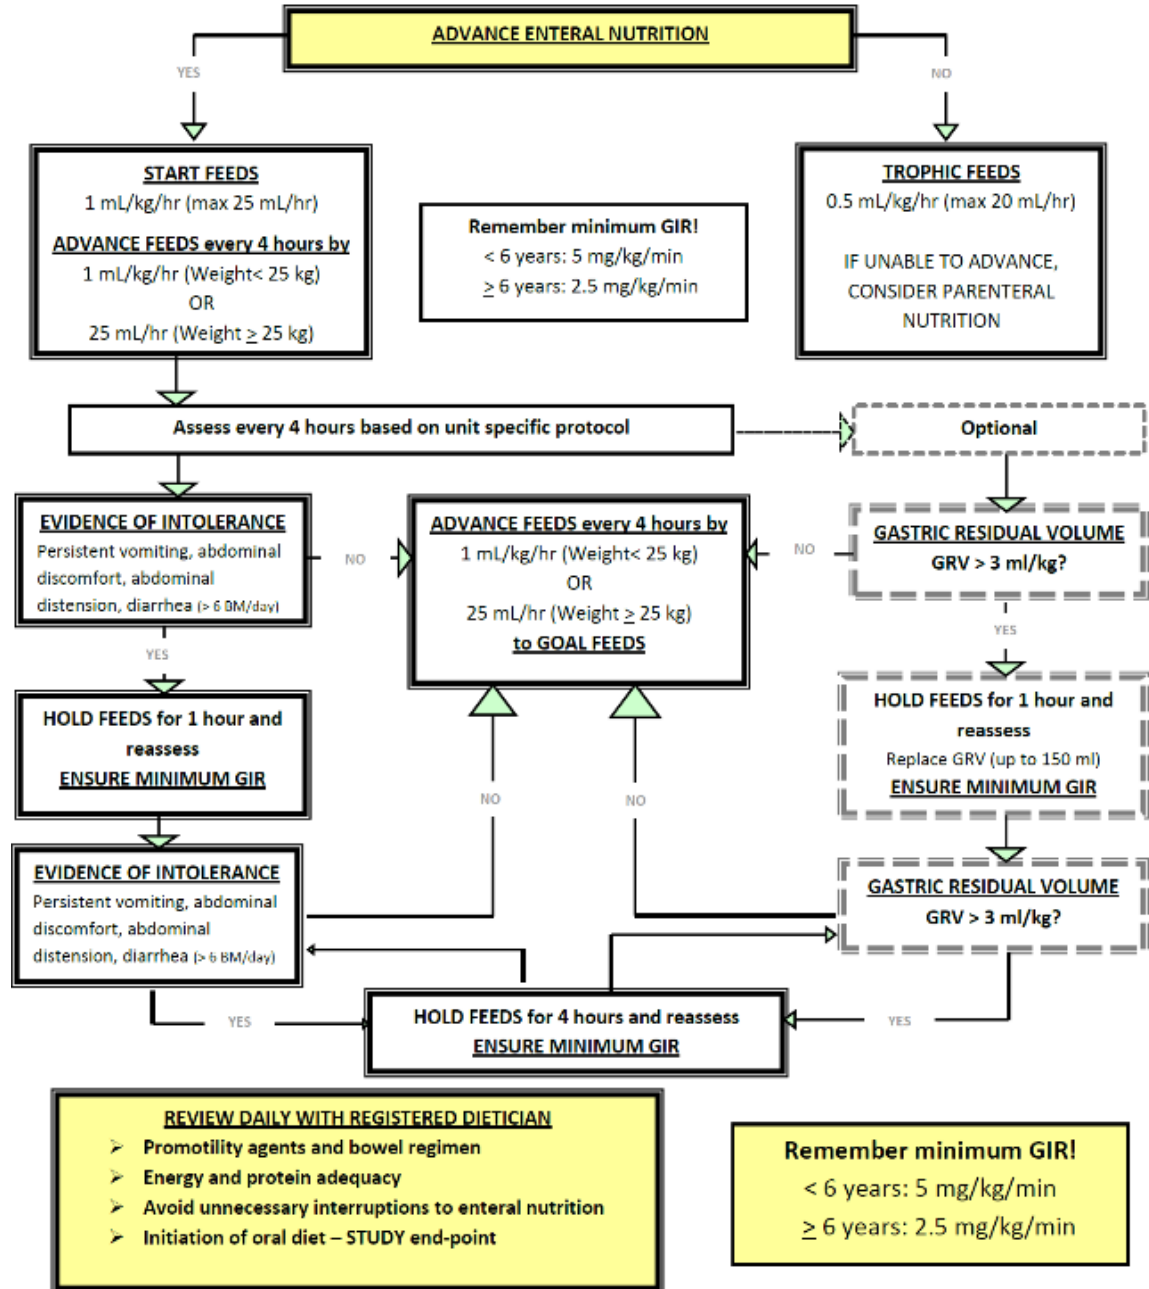 ADVANCE ENTERAL NUTRITION
YES
NO
START FEEDS
1 mL/kg/hr (max 25 mL/hr)
ADVANCE FEEDS every 4 hours by
1 mL/kg/hr (Weight< 25 kg)
OR
25 mL/hr (Weight ≥ 25 kg)
Remember minimum GIR!
< 6 years: 5 mg/kg/min
≥ 6 years: 2.5 mg/kg/min
TROPHIC FEEDS
0.5 mL/kg/hr (max 20 mL/hr)
IF UNABLE TO ADVANCE,
CONSIDER PARENTERAL
NUTRITION
Assess every 4 hours based on unit specific protocol
Optional
EVIDENCE OF INTOLERANCE
Persistent vomiting, abdominal
discomfort, abdominal
distension, diarrhea (> 6 BM/day)
NO
ADVANCE FEEDS every 4 hours by
1 mL/kg/hr (Weight< 25 kg)
OR
25 mL/hr (Weight ≥ 25 kg)
to GOAL FEEDS
NO
GASTRIC RESIDUAL VOLUME
GRV > 3 ml/kg?
YES
YES
HOLD FEEDS for 1 hour and
reassess
ENSURE MINIMUM GIR
HOLD FEEDS for 1 hour and
reassess
Replace GRV (up to 150 ml)
ENSURE MINIMUM GIR
NO
NO
EVIDENCE OF INTOLERANCE
Persistent vomiting, abdominal
discomfort, abdominal
distension, diarrhea (> 6 BM/day)
GASTRIC RESIDUAL VOLUME
GRV > 3 ml/kg?
YES
HOLD FEEDS for 4 hours and reassess
ENSURE MINIMUM GIR
YES
REVIEW DAILY WITH REGISTERED DIETICIAN
➢ Promotility agents and bowel regimen
➢ Energy and protein adequacy
➢ Avoid unnecessary interruptions to enteral nutrition
➢ Initiation of oral diet – STUDY end-point
Remember minimum GIR!
< 6 years: 5 mg/kg/min
≥ 6 years: 2.5 mg/kg/min